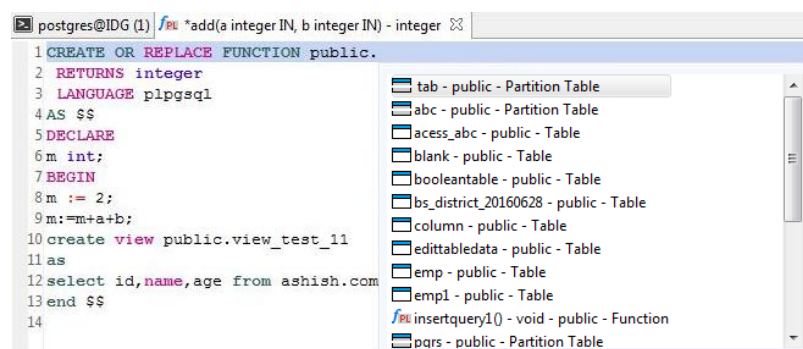 postgres@IDG (1) *add(a integer IN, b integer IN) - integer
1 CREATE OR REPLACE FUNCTION public.
2 RETURNS integer
3 LANGUAGE plpgsql
4 AS $$
5 DECLARE
6 m int;
7 BEGIN
8 m := 2;
9 m:=m+a+b;
10 create view public.view_test_11
11 as
12 select id,name,age from ashish.com
13 end $$
14
tab - public - Partition Table
abc - public - Partition Table
acess_abc - public - Table
blank - public - Table
booleantable - public - Table
bs_district_20160628 - public - Table
column - public - Table
edittabledata - public - Table
emp - public - Table
emp1 - public - Table
insertquery1() - void - public - Function
pqrs - public - Partition Table